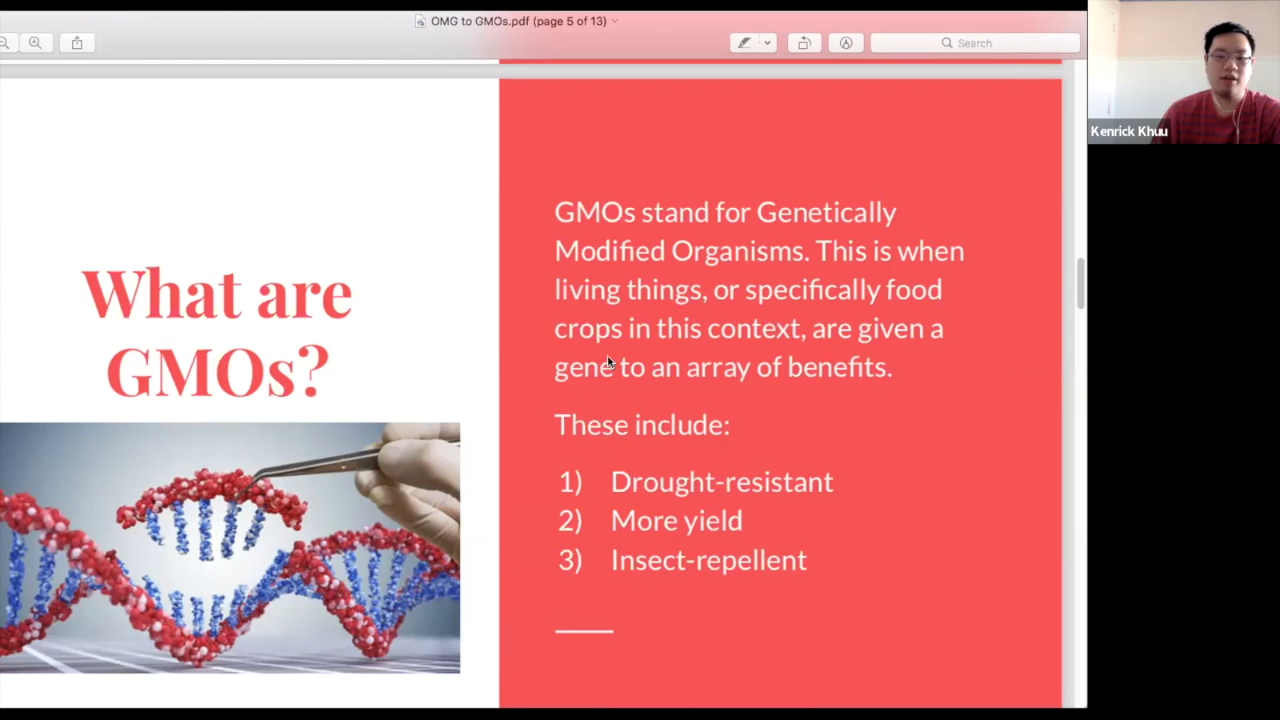 OMG to GMOs.pdf (page 5 of 13)
Search
Kenrick Khuu
What are
GMOs?
GMOs stand for Genetically
Modified Organisms. This is when
living things, or specifically food
crops in this context, are given a
gene to an array of benefits.
These include:
1) Drought-resistant
2) More yield
3) Insect-repellent